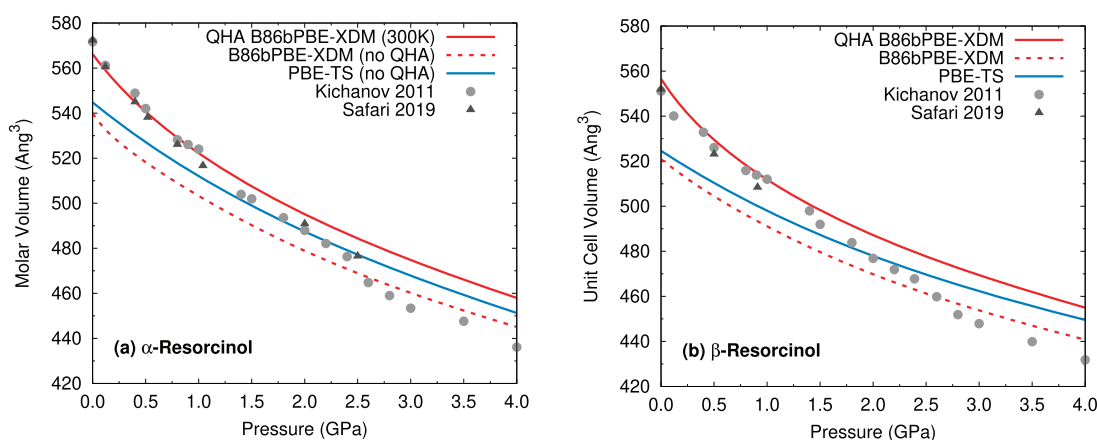 QHA B86bPBE-XDM (300K)
B86bPBE-XDM (no QHA)
PBE-TS (no QHA)
Kichanov 2011
Safari 2019
580
560
540
520
500
480
460
440
420
Molar Volume (Ang³)
(a) α-Resorcinol
0.0 0.5 1.0 1.5 2.0 2.5 3.0 3.5 4.0
Pressure (GPa)
QHA B86bPBE-XDM
B86bPBE-XDM
PBE-TS
Kichanov 2011
Safari 2019
580
560
540
520
500
480
460
440
420
Unit Cell Volume (Ang³)
(b) β-Resorcinol
0.0 0.5 1.0 1.5 2.0 2.5 3.0 3.5 4.0
Pressure (GPa)